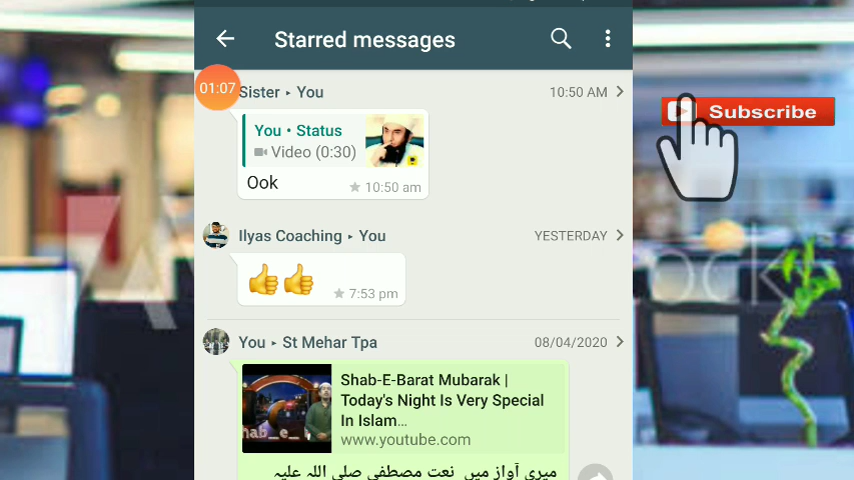 Starred messages
01:07
Sister ▸ You
10:50 AM
You • Status
Video (0:30)
Ook
10:50 am
Ilyas Coaching ▸ You
YESTERDAY
👍👍
7:53 pm
You ▸ St Mehar Tpa
08/04/2020
Shab-E-Barat Mubarak |
Today's Night Is Very Special
In Islam...
www.youtube.com
میری آواز میں نعت مصطفی صلی اللہ علیہ
Subscribe